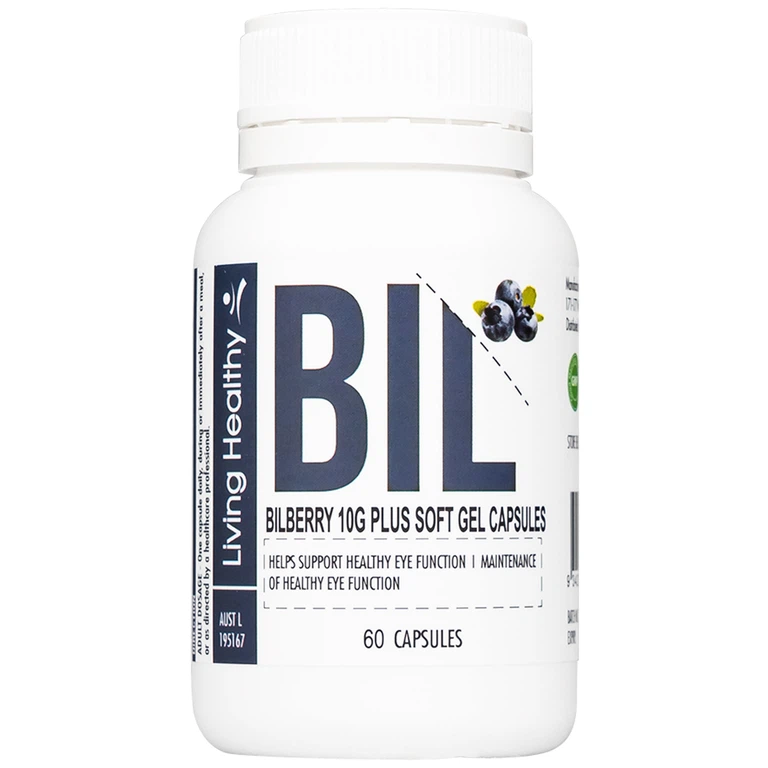 ADULT DOSAGE - One capsule daily, during or immediately after a meal,
or as directed by a healthcare professional.
Living Healthy
AUST L
195167
BIL
BILBERRY 10G PLUS SOFT GEL CAPSULES
HELPS SUPPORT HEALTHY EYE FUNCTION | MAINTENANCE
OF HEALTHY EYE FUNCTION
60 CAPSULES